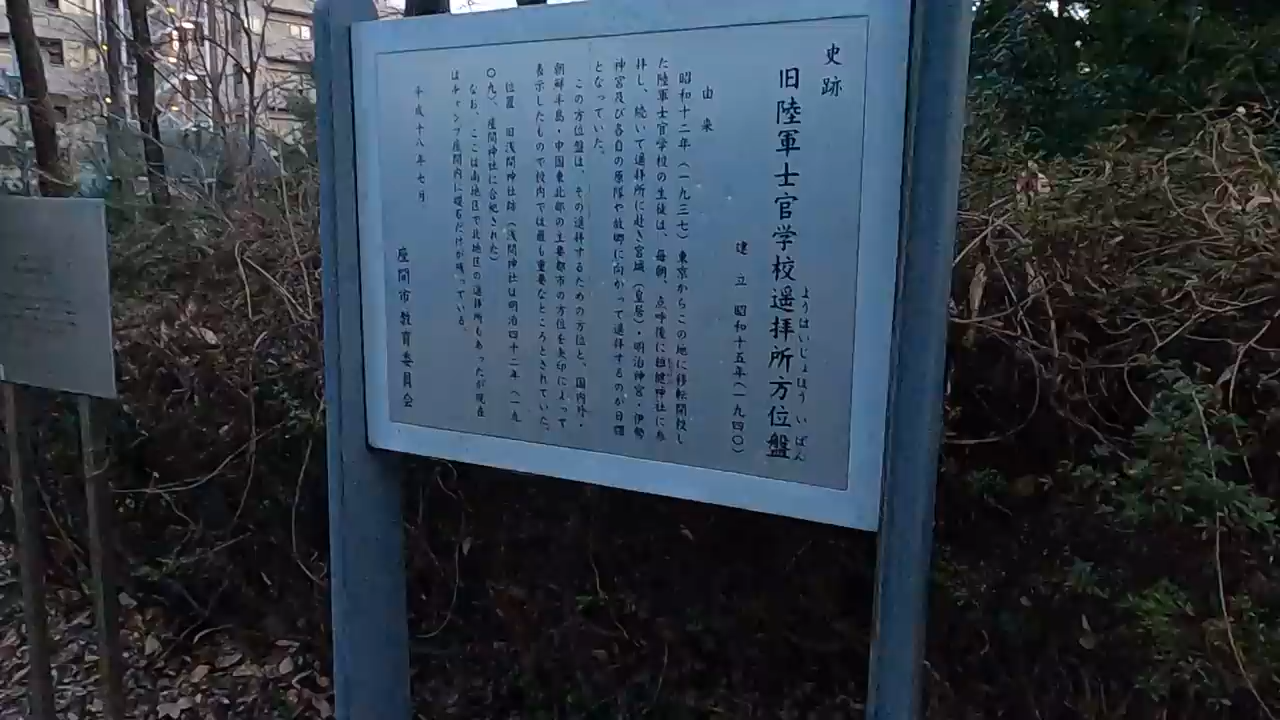 史跡
旧陸軍士官学校遥拝所方位盤
ようはいじょほういばん
建立 昭和十五年(一九四〇)
由来
昭和十二年(一九三七)東京からこの地に移転開校し
た陸軍士官学校の生徒は、毎朝、点呼後に雄健神社に参
拝し、続いて遥拝所に赴き宮城(皇居)・明治神宮・伊勢
神宮及び各自の原隊や故郷に向かって遥拝するのが日課
となっていた。
この方位盤は、その遥拝するための方位と、国内外・
朝鮮半島・中国東北部の主要都市の方位を矢印によって
表示したもので校内では最も重要なところとされていた。
位置 旧浅間神社跡(浅間神社は明治四十二年(一九
〇九)、座間神社に合祀された)
なお、ここは南地区で北地区の遥拝所もあったが現在
はキャンプ座間内に礎石だけが残っている。
平成十八年七月
座間市教育委員会